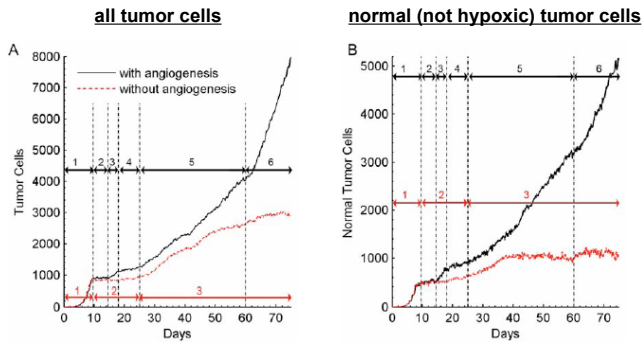 all tumor cells
normal (not hypoxic) tumor cells
A
8000
7000
6000
5000
4000
3000
2000
1000
0
Tumor Cells
with angiogenesis
without angiogenesis
1 2 3 4 5 6
1 2 3
0 10 20 30 40 50 60 70
Days
B
5000
4000
3000
2000
1000
0
Normal Tumor Cells
1 2 3 4 5 6
1 2 3
0 10 20 30 40 50 60 70
Days